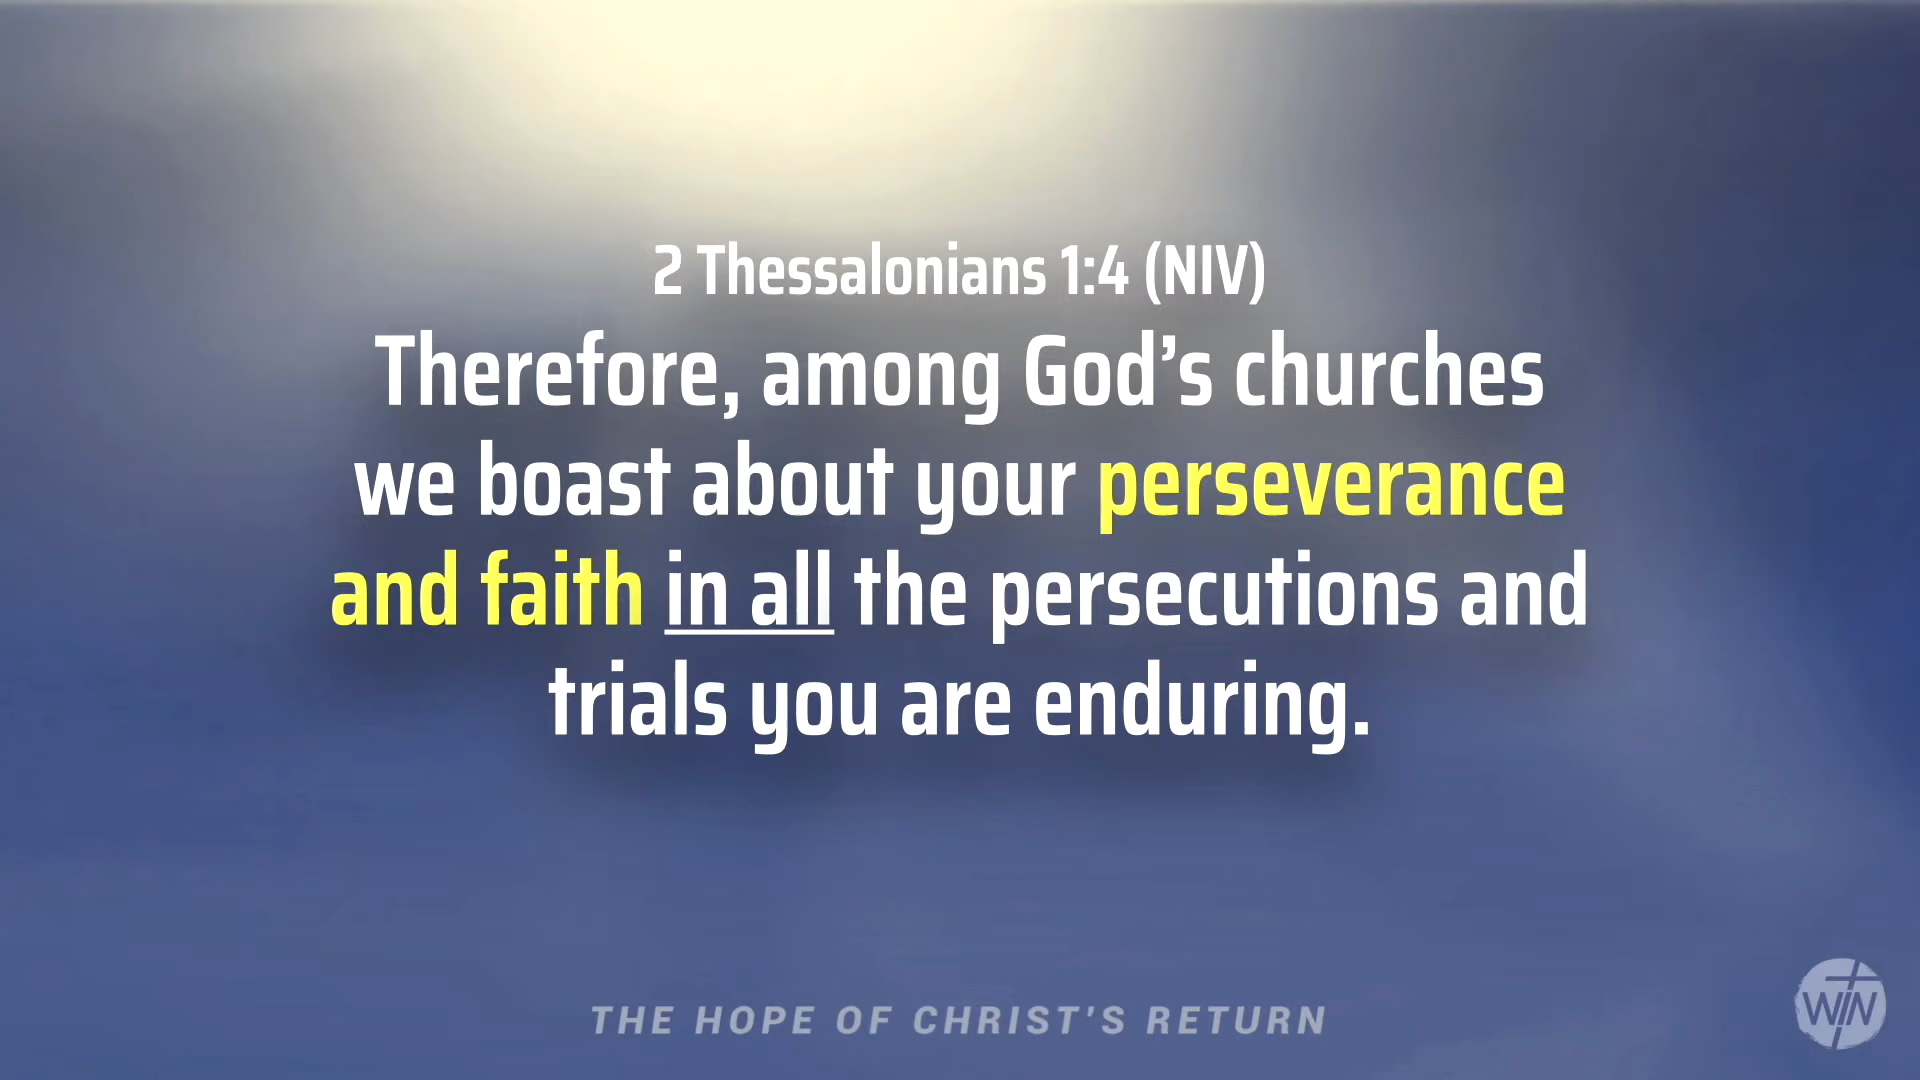 2 Thessalonians 1:4 (NIV)
Therefore, among God’s churches
we boast about your perseverance
and faith in all the persecutions and
trials you are enduring.
THE HOPE OF CHRIST’S RETURN
WIN